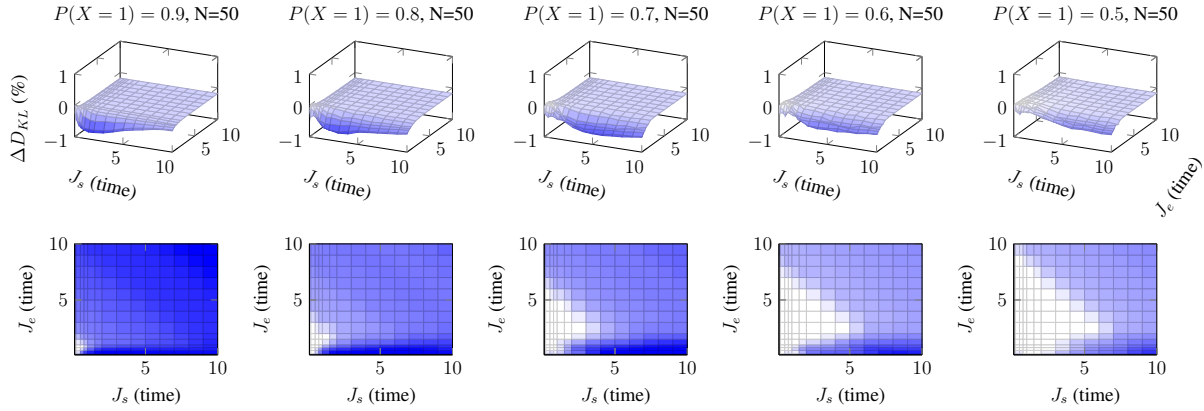 P(X = 1) = 0.9, N=50
P(X = 1) = 0.8, N=50
P(X = 1) = 0.7, N=50
P(X = 1) = 0.6, N=50
P(X = 1) = 0.5, N=50
ΔD_{KL} (%)
1
0
−1
5
10
5
10
J_s (time)
1
0
−1
5
10
5
10
J_s (time)
1
0
−1
5
10
5
10
J_s (time)
1
0
−1
5
10
5
10
J_s (time)
1
0
−1
5
10
5
10
J_s (time)
J_e (time)
10
5
J_e (time)
5
10
J_s (time)
10
5
J_e (time)
5
10
J_s (time)
10
5
J_e (time)
5
10
J_s (time)
10
5
J_e (time)
5
10
J_s (time)
10
5
J_e (time)
5
10
J_s (time)